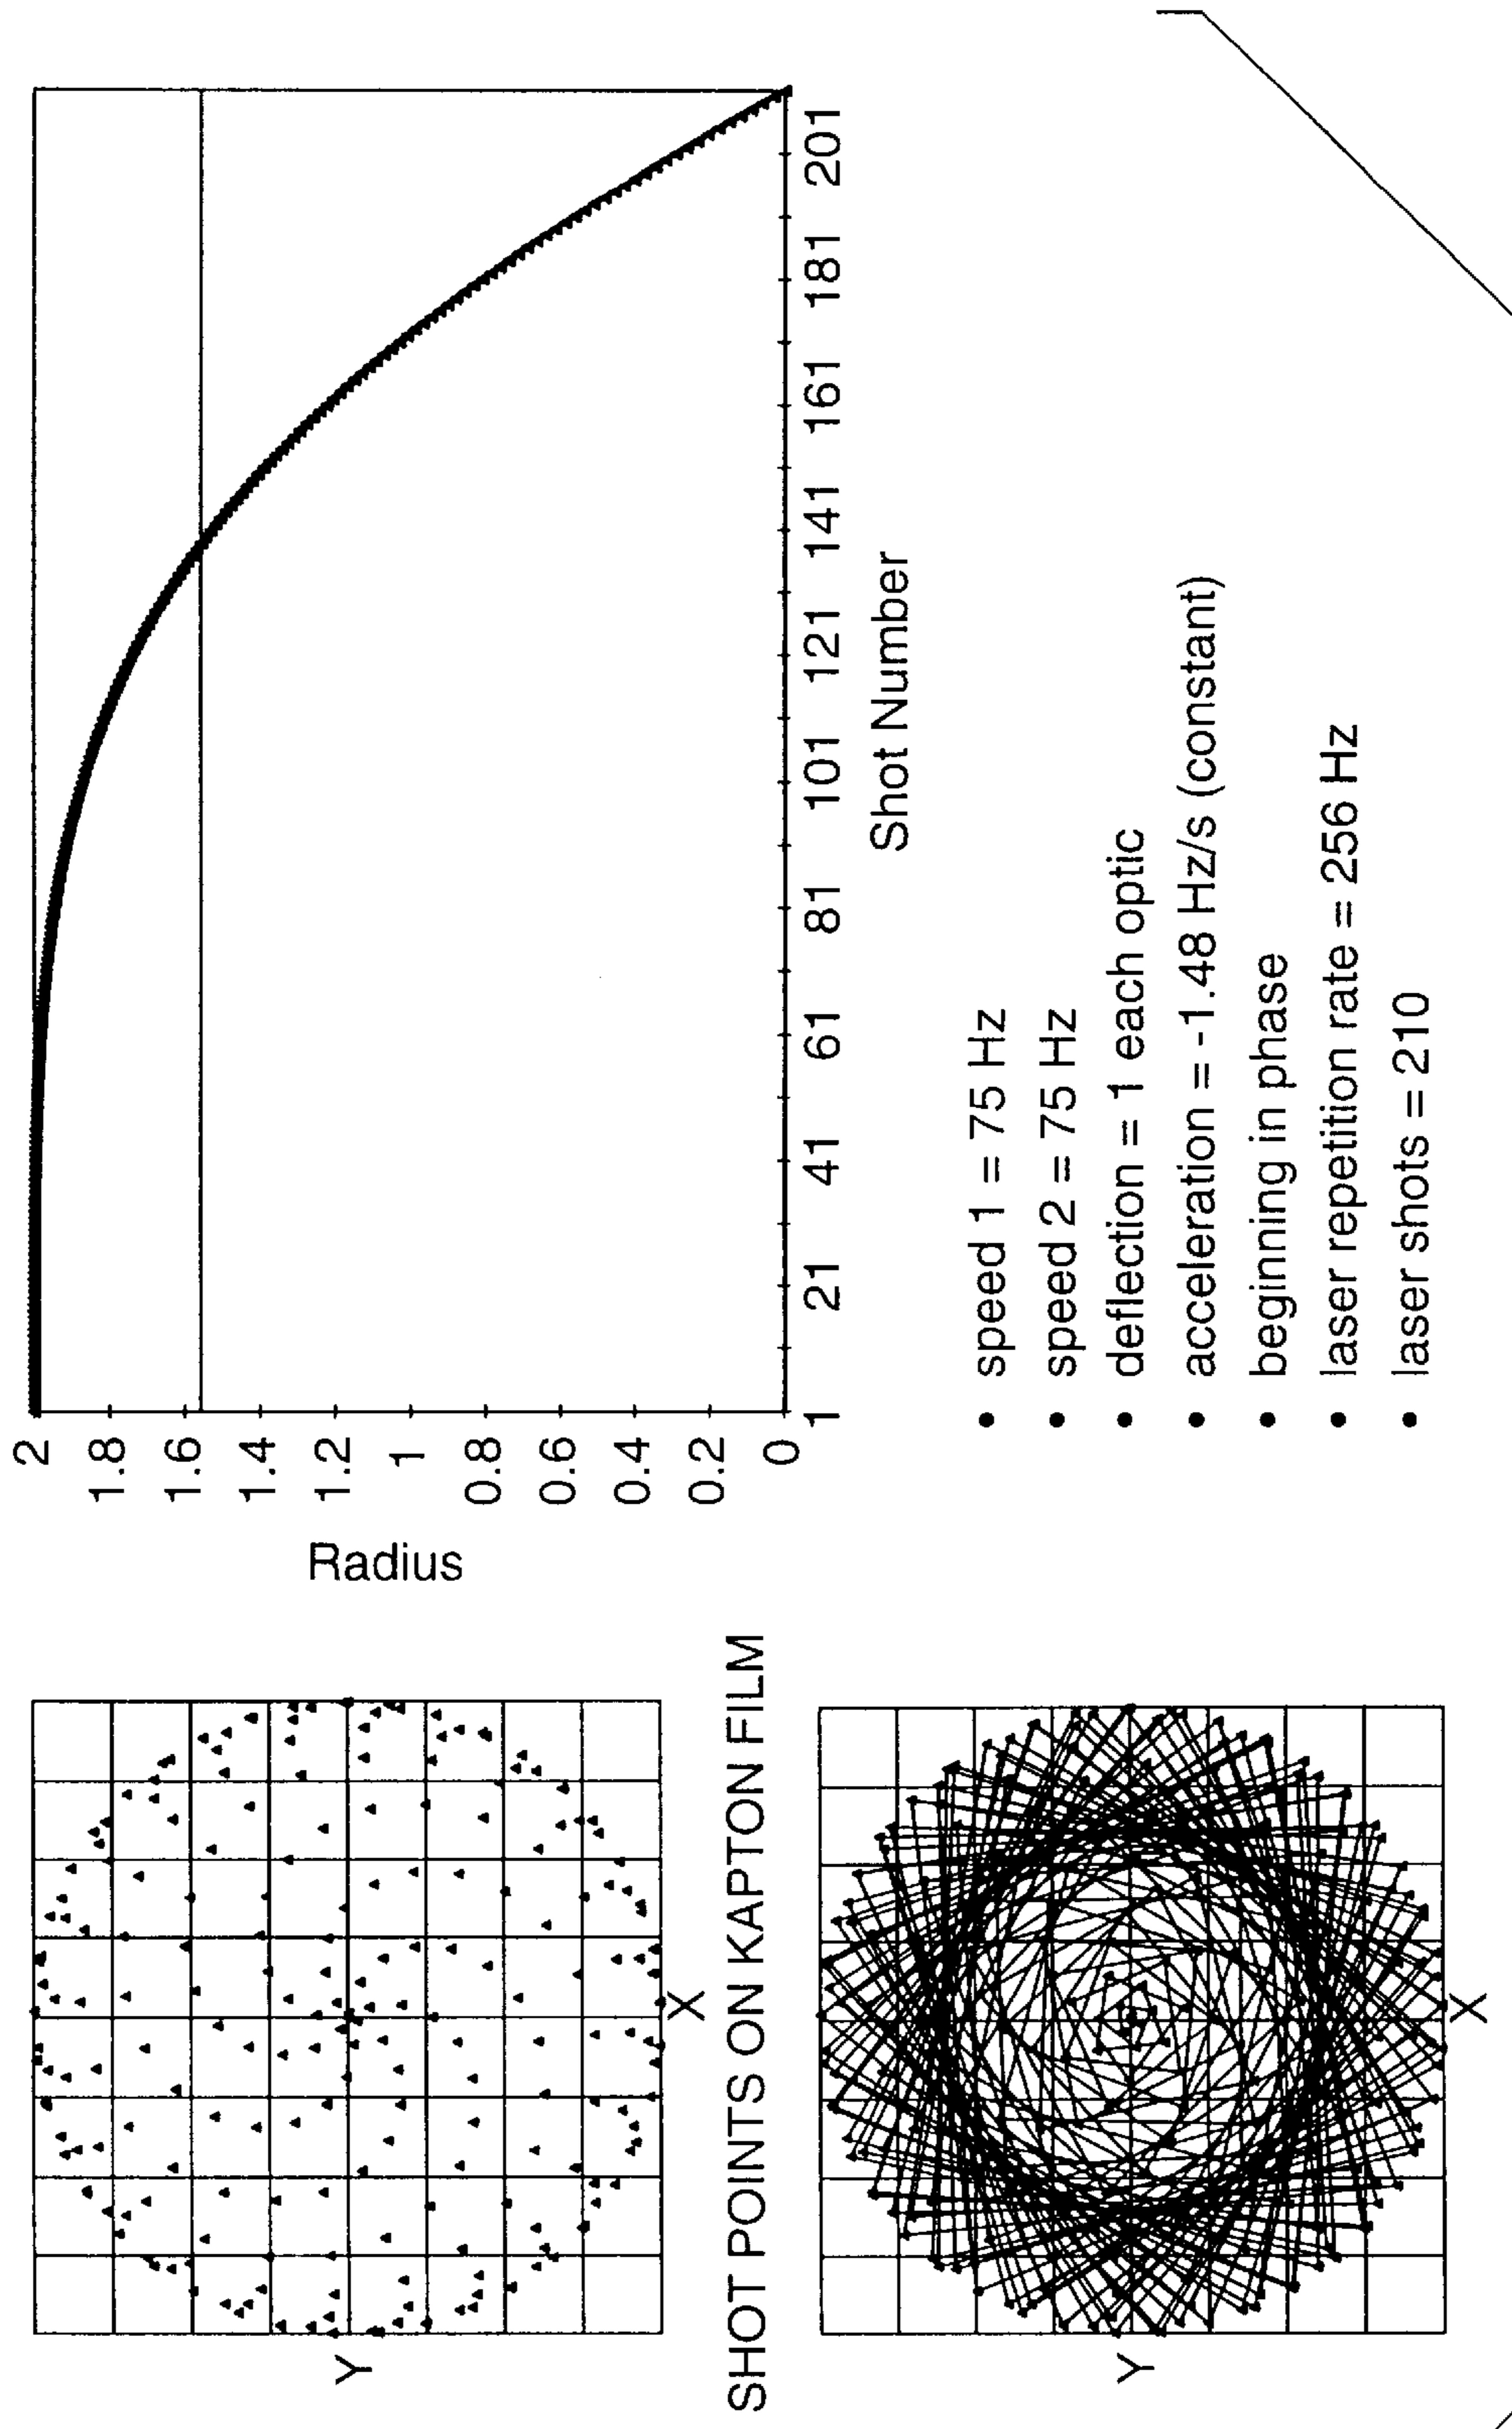 Y
X
SHOT POINTS ON KAPTON FILM
Y
X
Radius
2
1.8
1.6
1.4
1.2
1
0.8
0.6
0.4
0.2
0
1 21 41 61 81 101 121 141 161 181 201
Shot Number
• speed 1 = 75 Hz
• speed 2 = 75 Hz
• deflection = 1 each optic
• acceleration = -1.48 Hz/s (constant)
• beginning in phase
• laser repetition rate = 256 Hz
• laser shots = 210